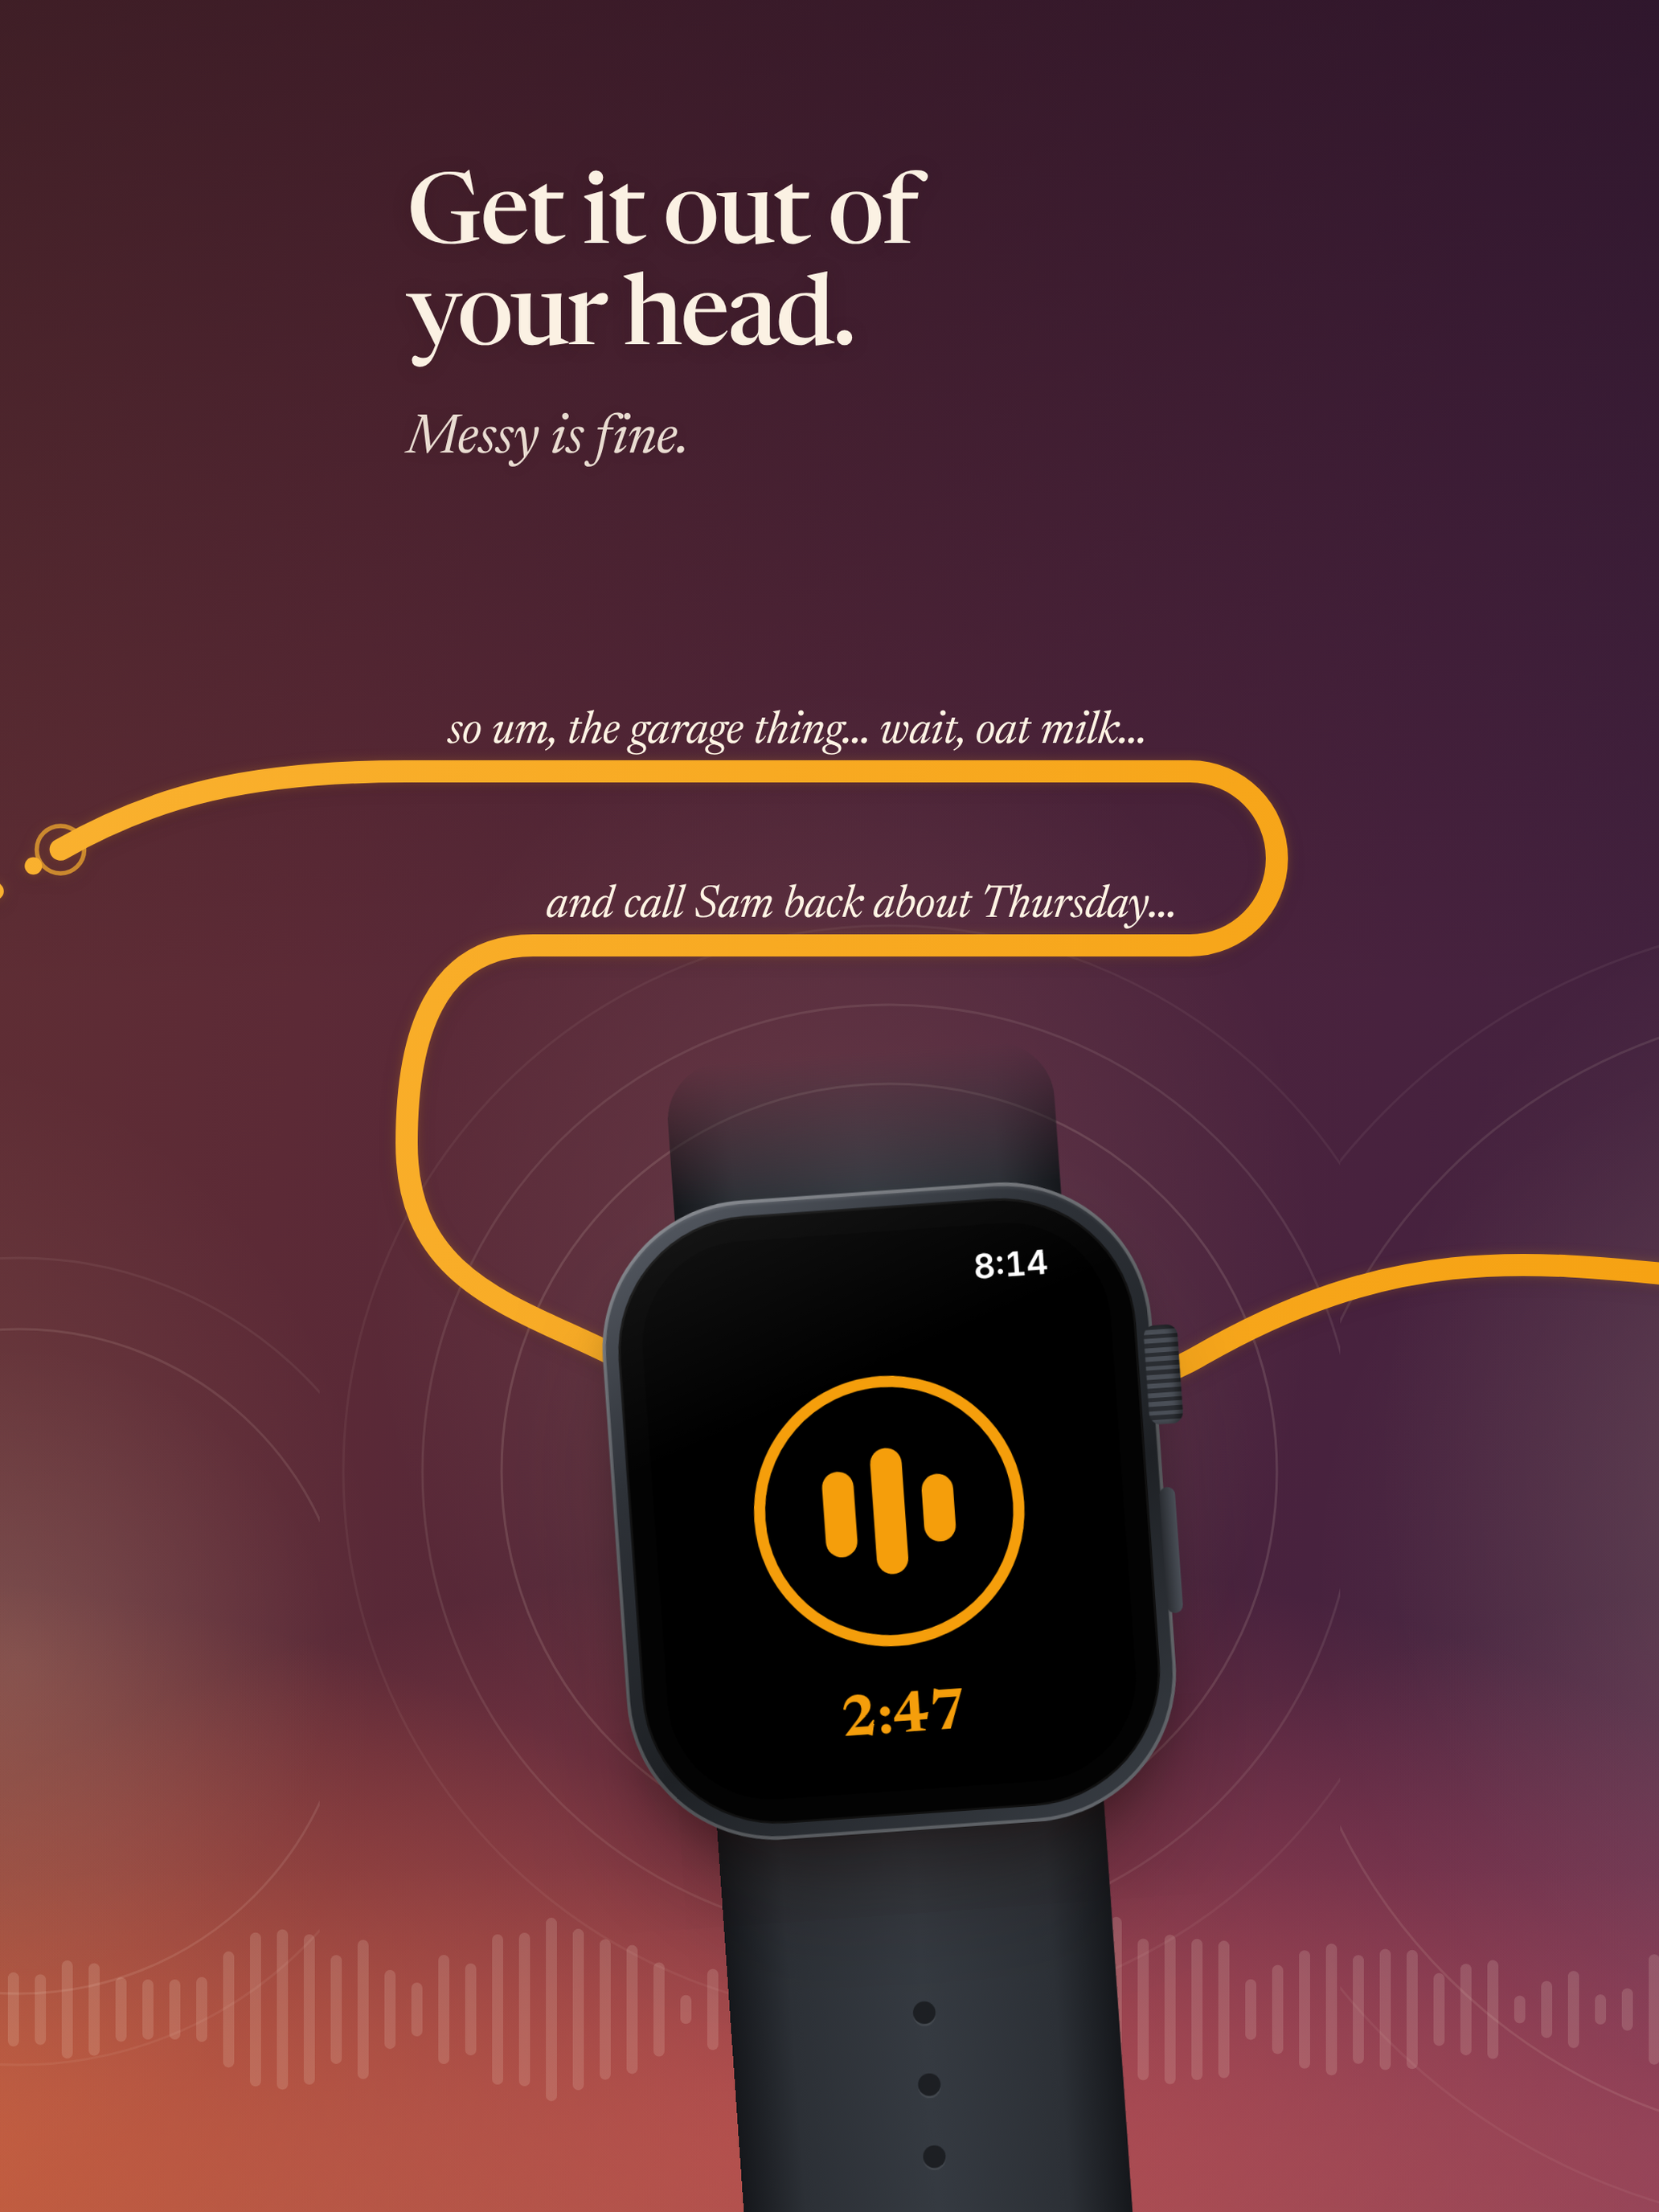 Get it out of
your head.
Messy is fine.
so um, the garage thing... wait, oat milk...
and call Sam back about Thursday...
8:14
2:47